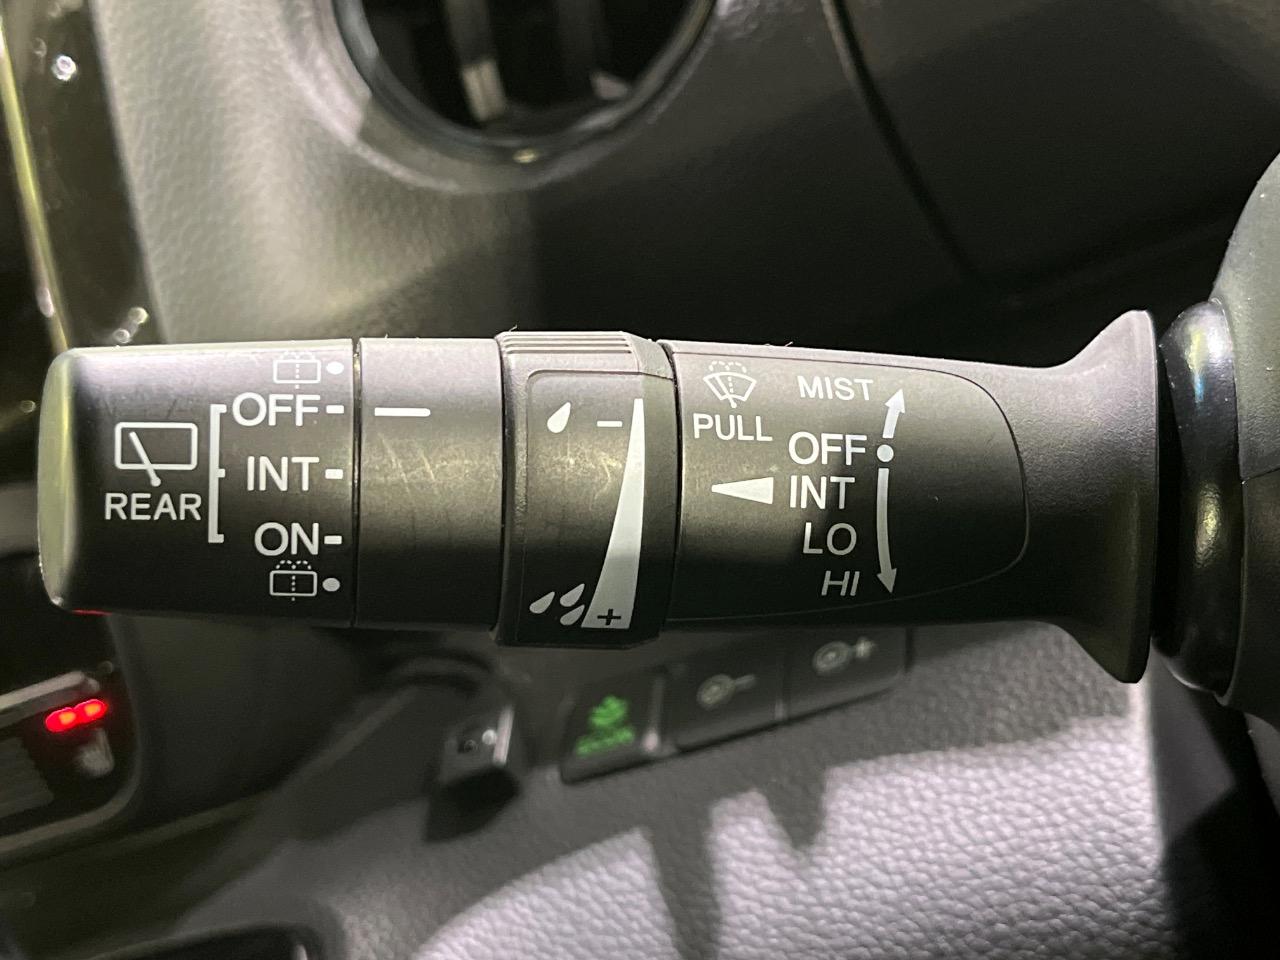 OFF
INT
ON
REAR
−
+
PULL
MIST
OFF
INT
LO
HI
− 
+